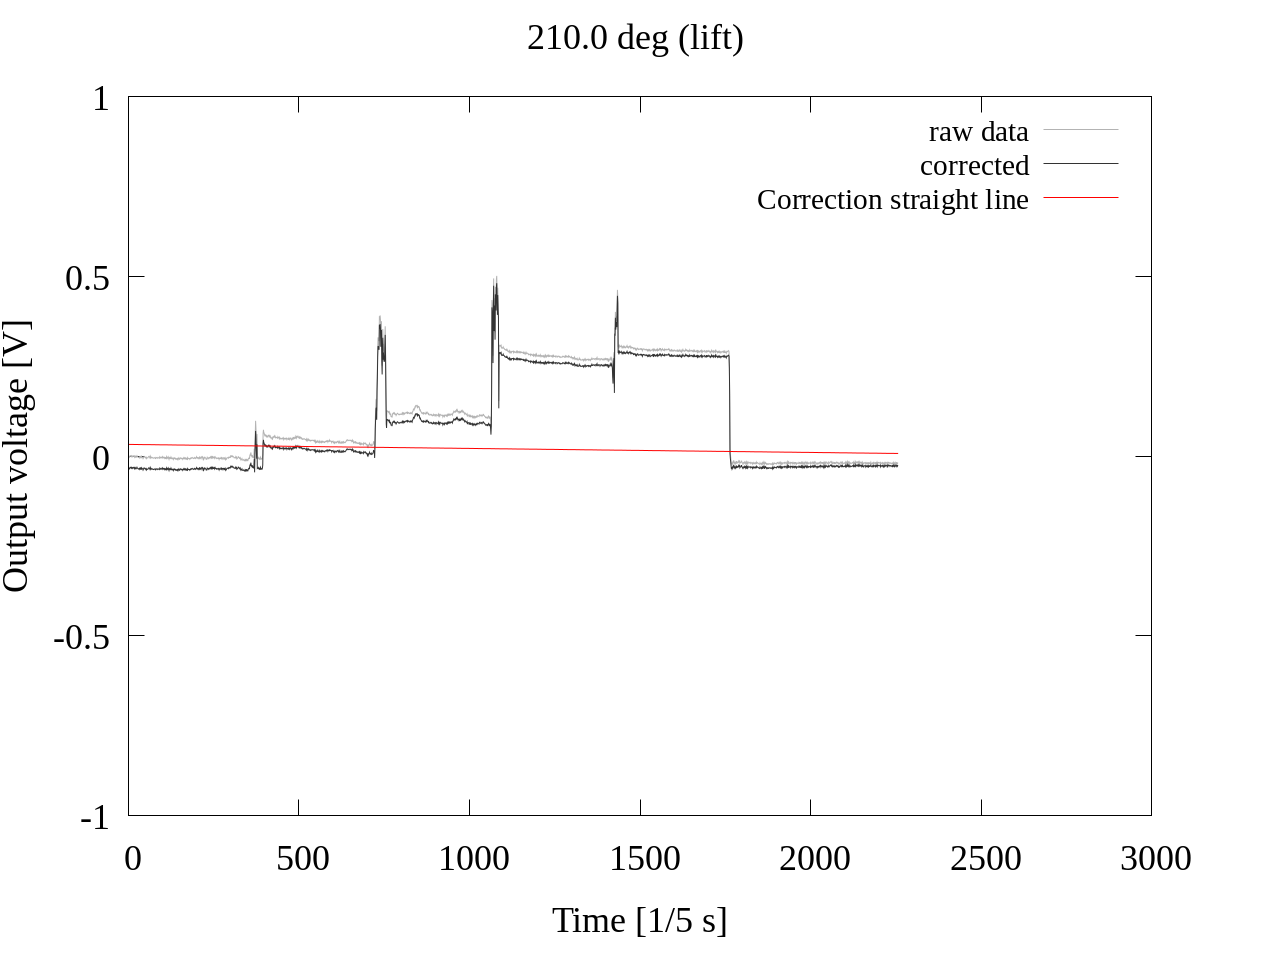 210.0 deg (lift)
1
raw data
corrected
Correction straight line
0.5
0
-0.5
-1
Output voltage [V]
0 500 1000 1500 2000 2500 3000
Time [1/5 s]